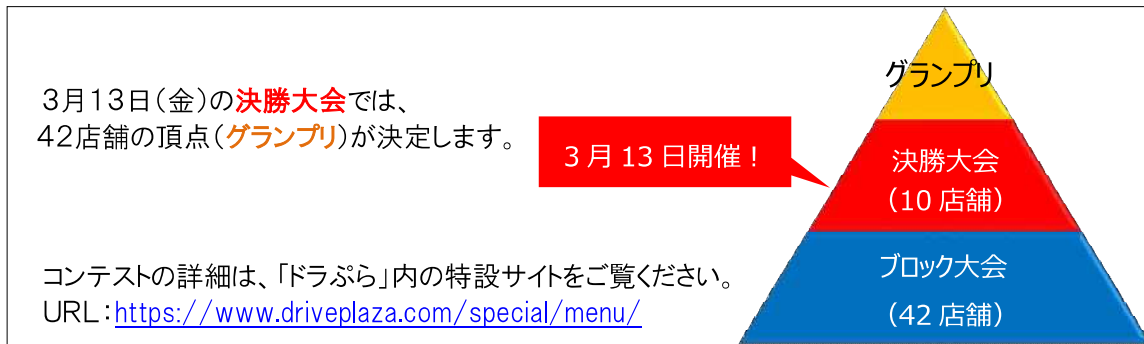 3月13日(金)の決勝大会では、
42店舗の頂点(グランプリ)が決定します。
コンテストの詳細は、「ドラぷら」内の特設サイトをご覧ください。
URL:https://www.driveplaza.com/special/menu/
3月13日開催!
グランプリ
決勝大会
(10店舗)
ブロック大会
(42店舗)